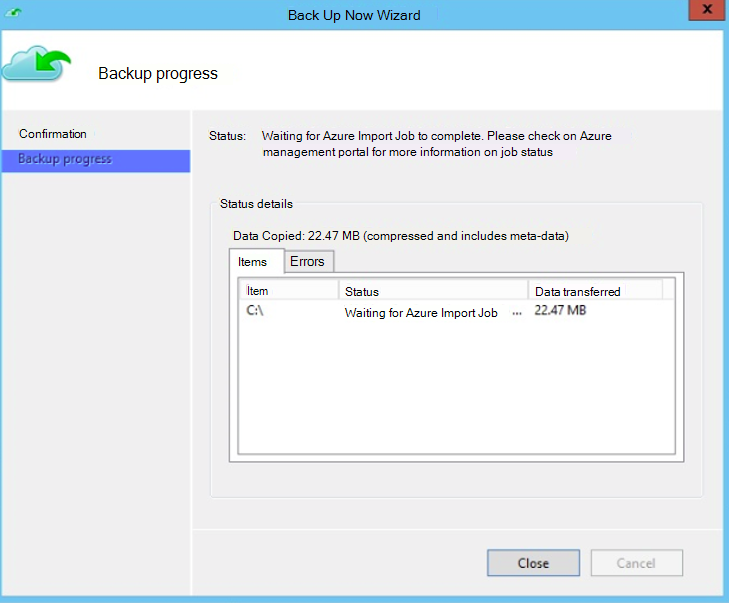 Back Up Now Wizard
x
Backup progress
Confirmation
Backup progress
Status: Waiting for Azure Import Job to complete. Please check on Azure
management portal for more information on job status
Status details
Data Copied: 22.47 MB (compressed and includes meta-data)
Items Errors
Item Status Data transferred
C:\ Waiting for Azure Import Job ... 22.47 MB
Close Cancel